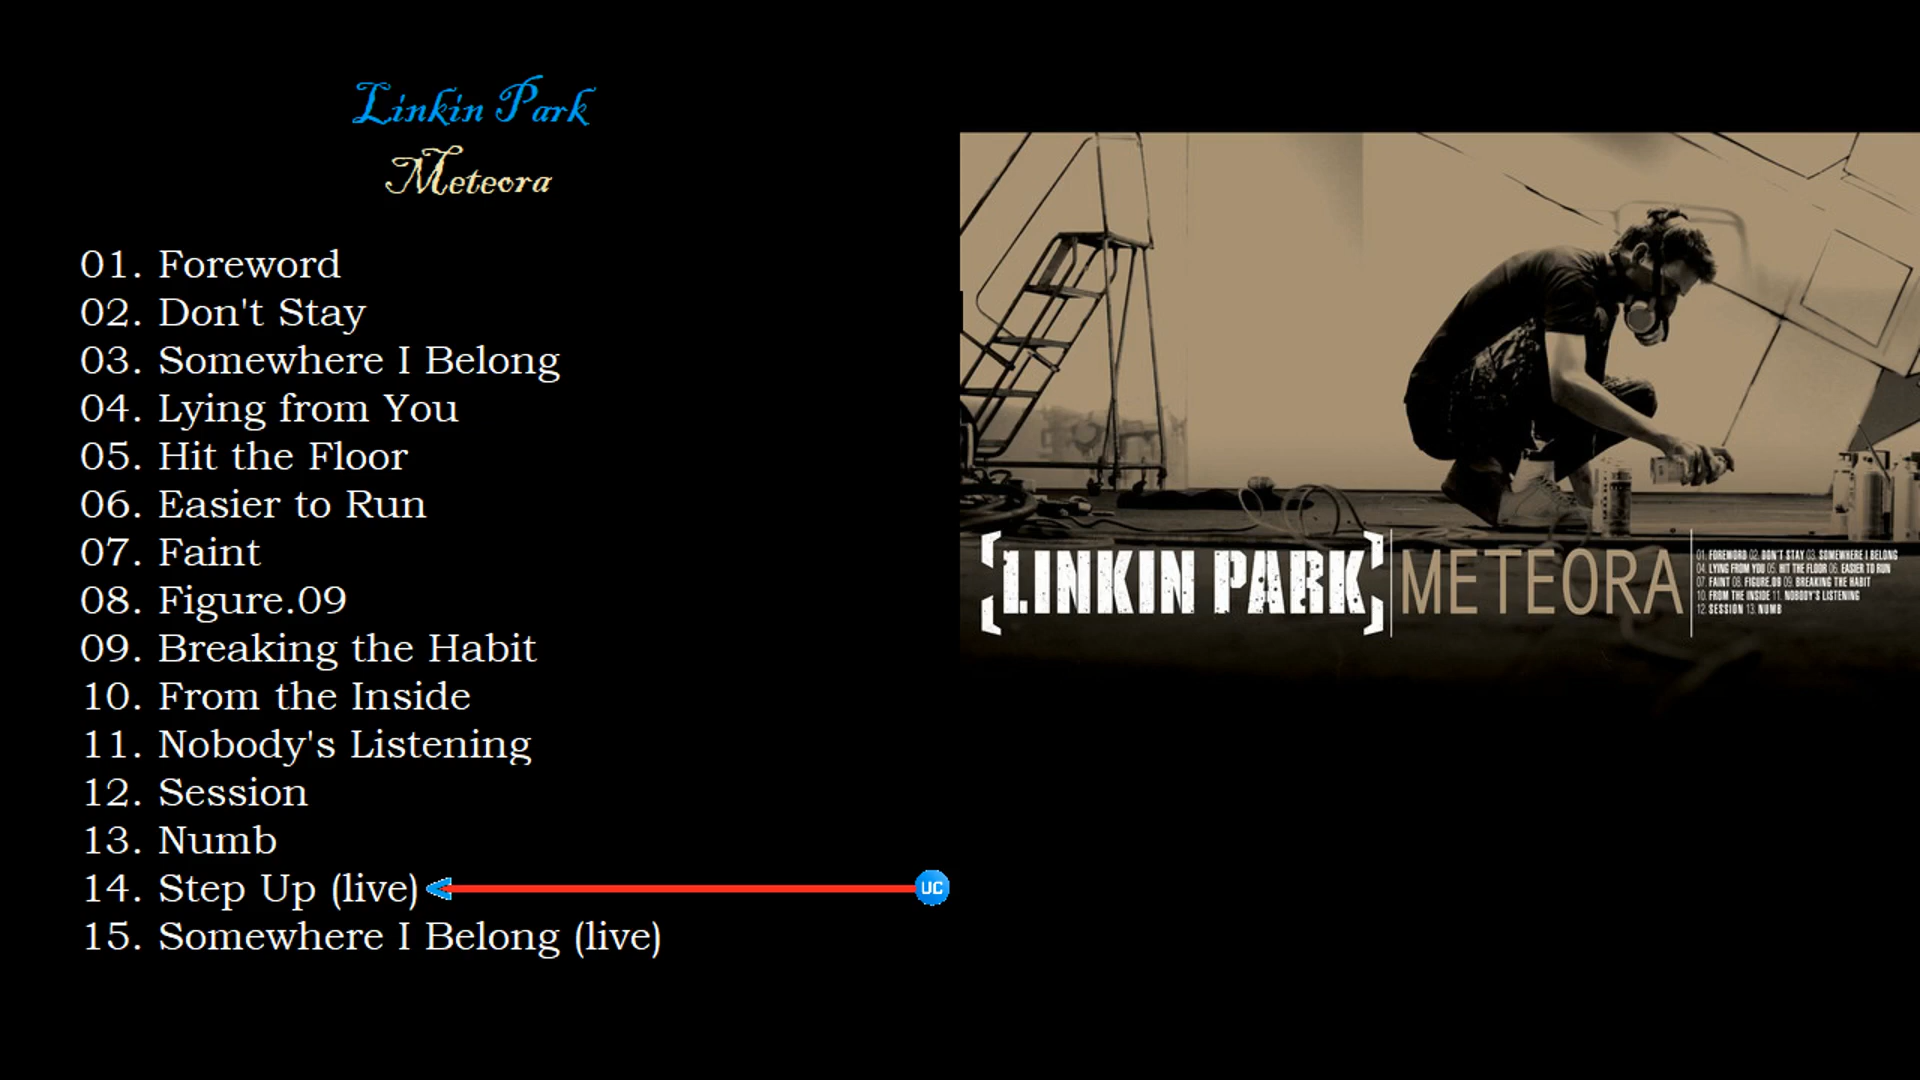 Linkin Park
Meteora
01. Foreword
02. Don't Stay
03. Somewhere I Belong
04. Lying from You
05. Hit the Floor
06. Easier to Run
07. Faint
08. Figure.09
09. Breaking the Habit
10. From the Inside
11. Nobody's Listening
12. Session
13. Numb
14. Step Up (live)
UC
15. Somewhere I Belong (live)
[LINKIN PARK] METEORA
01. FOREWORD 02. DON'T STAY 03. SOMEWHERE I BELONG
04. LYING FROM YOU 05. HIT THE FLOOR 06. EASIER TO RUN
07. FAINT 08. FIGURE.09 09. BREAKING THE HABIT
10. FROM THE INSIDE 11. NOBODY'S LISTENING
12. SESSION 13. NUMB